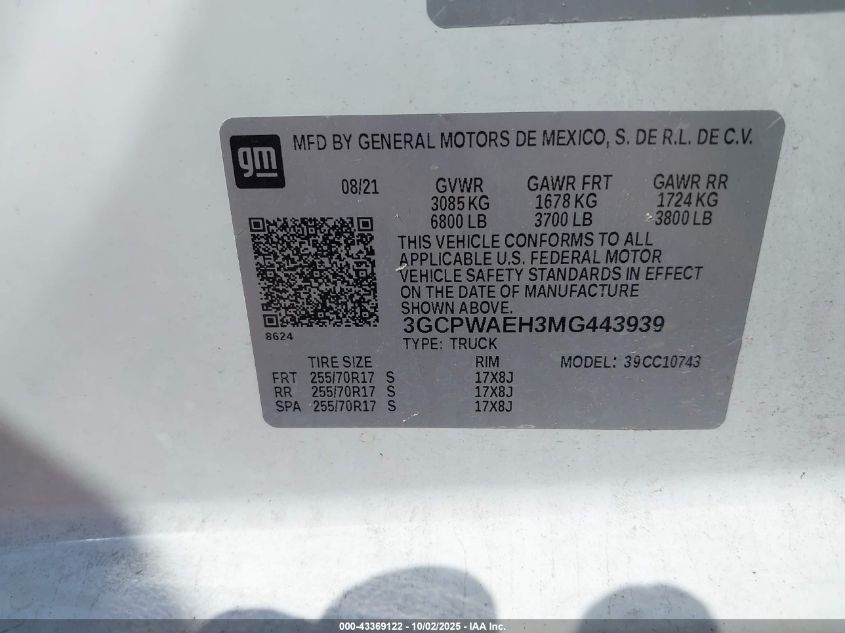 gm
MFD BY GENERAL MOTORS DE MEXICO, S. DE R.L. DE C.V.
08/21 GVWR GAWR FRT GAWR RR
3085 KG 1678 KG 1724 KG
6800 LB 3700 LB 3800 LB
THIS VEHICLE CONFORMS TO ALL
APPLICABLE U.S. FEDERAL MOTOR
VEHICLE SAFETY STANDARDS IN EFFECT
ON THE DATE OF MANUFACTURE
SHOWN ABOVE.
8624
3GCPWAEH3MG443939
TYPE: TRUCK
TIRE SIZE RIM MODEL: 39CC10743
FRT 255/70R17 S 17X8J
RR 255/70R17 S 17X8J
SPA 255/70R17 S 17X8J
000-43369122 - 10/02/2025 - IAA Inc.